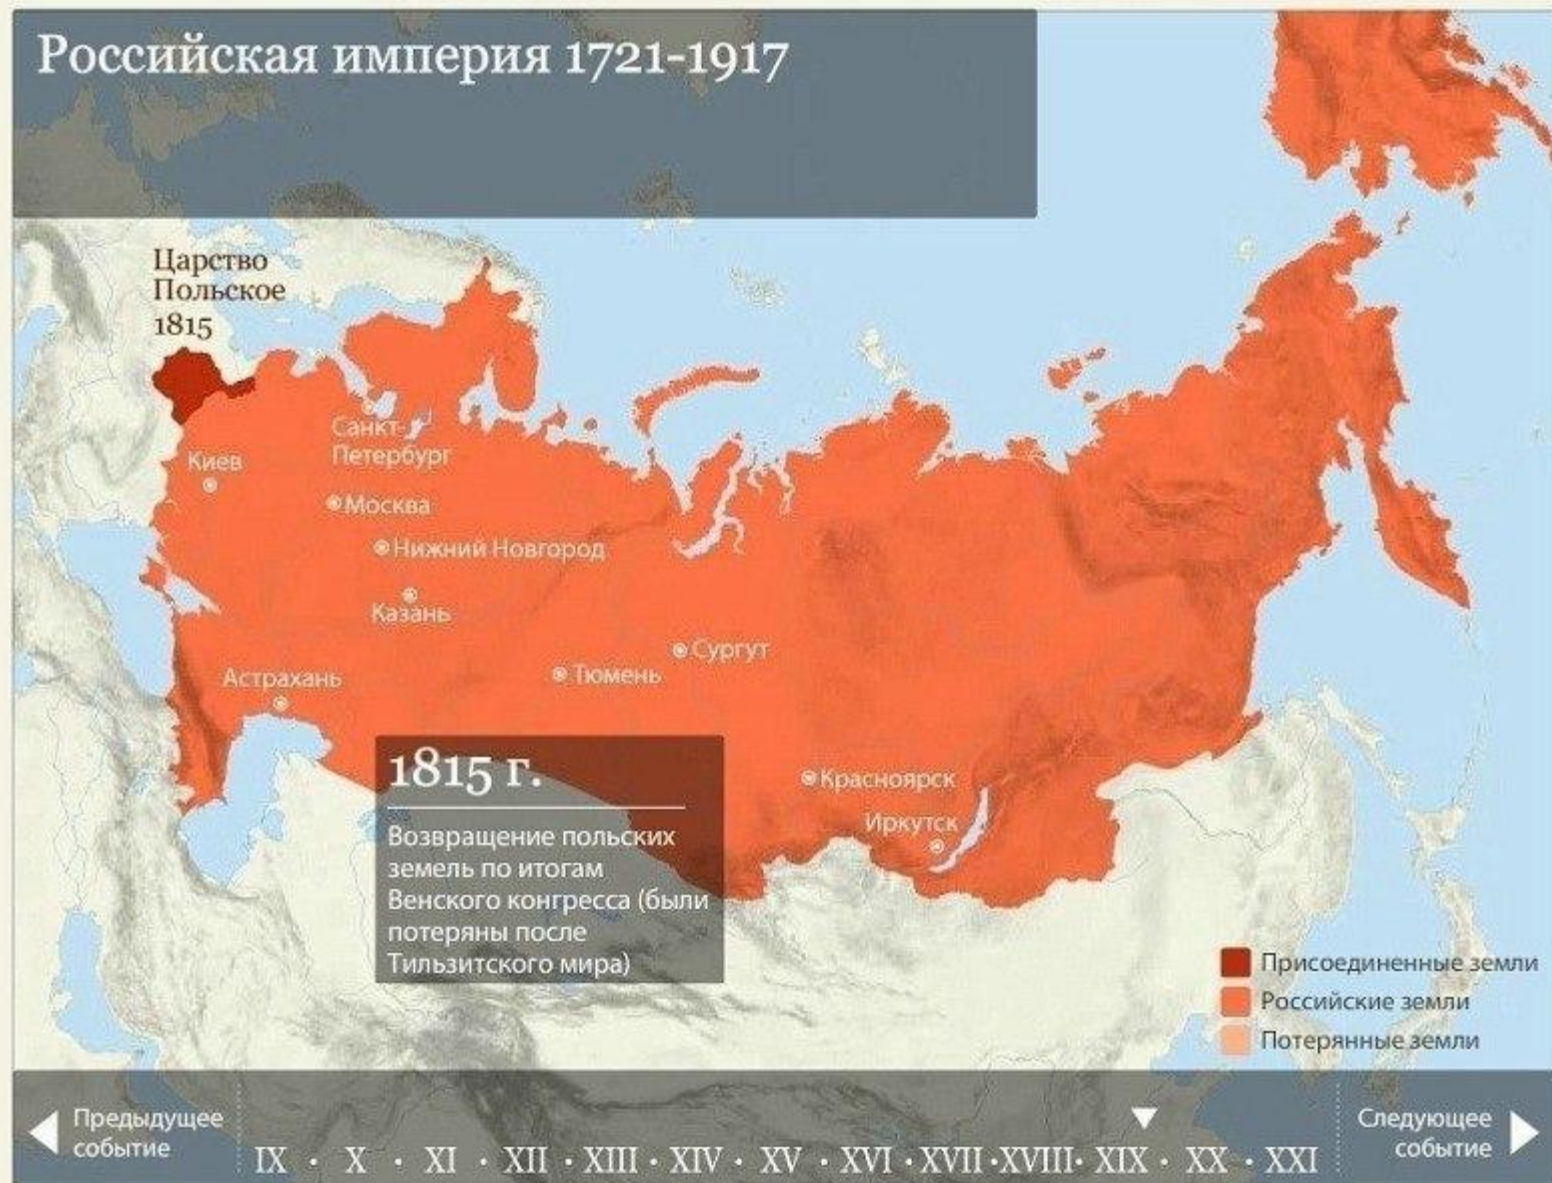 Российская империя 1721-1917
Царство
Польское
1815
Санкт-
Петербург
Киев
Москва
Нижний Новгород
Казань
Сургут
Тюмень
Астрахань
1815 г.
Возвращение польских
земель по итогам
Венского конгресса (были
потеряны после
Тильзитского мира)
Красноярск
Иркутск
Присоединенные земли
Российские земли
Потерянные земли
Предыдущее
событие
IX · X · XI · XII · XIII · XIV · XV · XVI · XVII · XVIII · XIX · XX · XXI
Следующее
событие